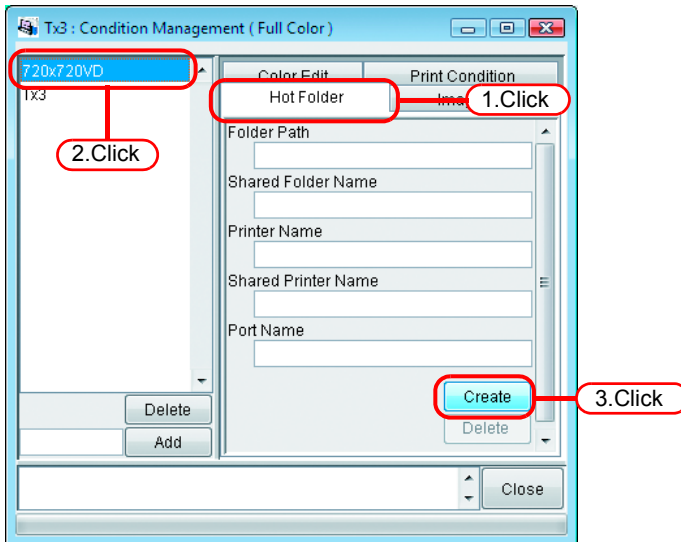 Tx3 : Condition Management ( Full Color )
720x720VD
Tx3
2.Click
Color Edit
Print Condition
Hot Folder
1.Click
Folder Path
Shared Folder Name
Printer Name
Shared Printer Name
Port Name
Create
3.Click
Delete
Delete
Add
Close